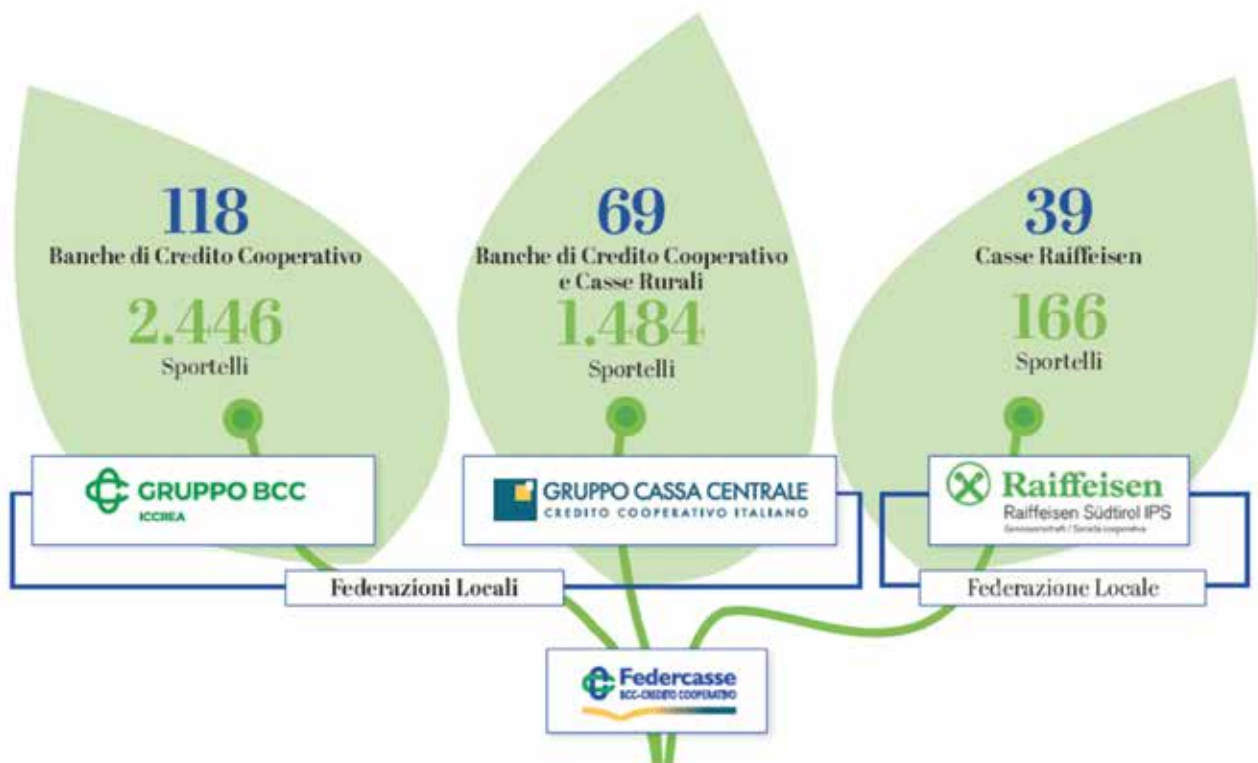 118
Banche di Credito Cooperativo
2.446
Sportelli
69
Banche di Credito Cooperativo
e Casse Rurali
1.484
Sportelli
39
Casse Raiffeisen
166
Sportelli
GRUPPO BCC
ICCREA
GRUPPO CASSA CENTRALE
CREDITO COOPERATIVO ITALIANO
Raiffeisen
Raiffeisen Südtirol IPS
Genossenschaft / Società cooperativa
Federazioni Locali
Federazione Locale
Federcasse
BCC-CREDITO COOPERATIVO